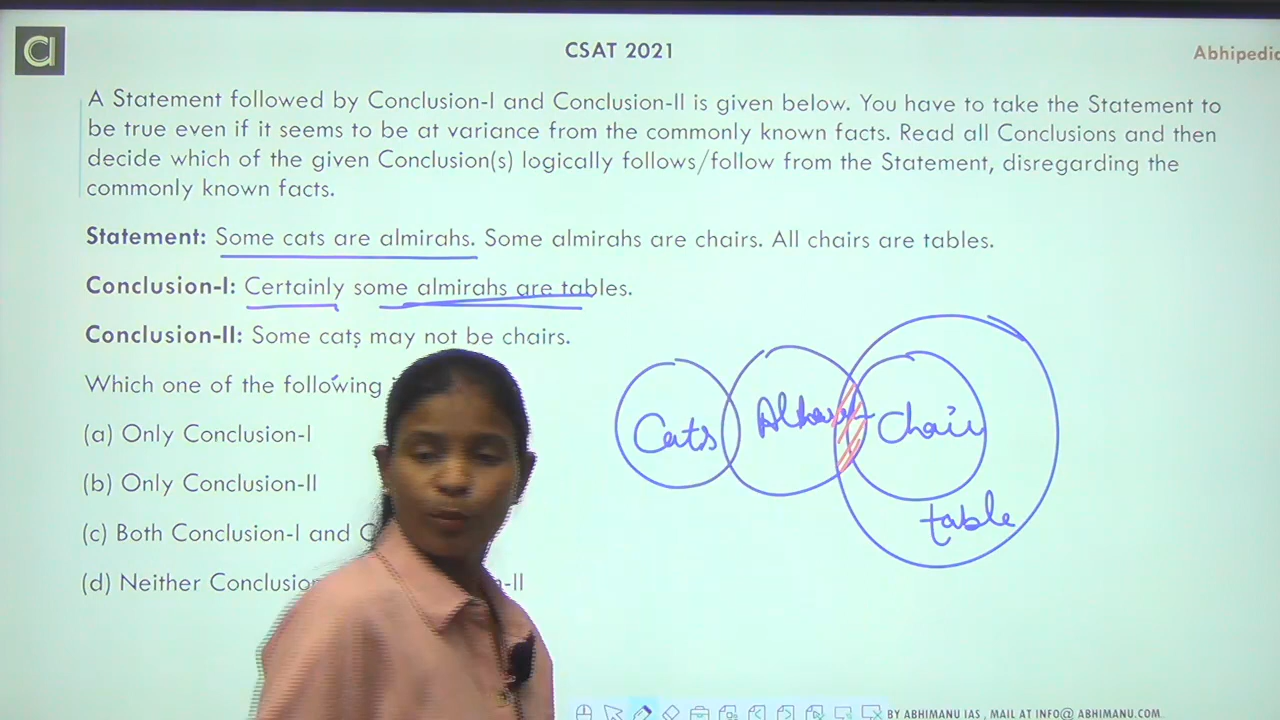 CSAT 2021
Abhipedic
A Statement followed by Conclusion-I and Conclusion-II is given below. You have to take the Statement to
be true even if it seems to be at variance from the commonly known facts. Read all Conclusions and then
decide which of the given Conclusion(s) logically follows/follow from the Statement, disregarding the
commonly known facts.
Statement: Some cats are almirahs. Some almirahs are chairs. All chairs are tables.
Conclusion-I: Certainly some almirahs are tables.
Conclusion-II: Some cats may not be chairs.
Which one of the following
(a) Only Conclusion-I
(b) Only Conclusion-II
(c) Both Conclusion-I and
(d) Neither -II
Cats
Chair
table
BY ABHIMANU IAS , MAIL AT INFO@ ABHIMANU.COM